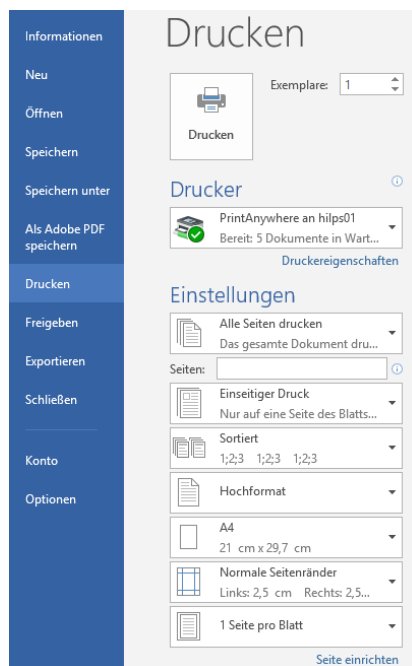 Informationen
Neu
Öffnen
Speichern
Speichern unter
Als Adobe PDF
speichern
Drucken
Freigeben
Exportieren
Schließen
Konto
Optionen
Drucken
Drucken
Exemplare: 1
Drucker
PrintAnywhere an hilps01
Bereit: 5 Dokumente in Wart...
Druckereigenschaften
Einstellungen
Alle Seiten drucken
Das gesamte Dokument dru...
Seiten:
Einseitiger Druck
Nur auf eine Seite des Blatts...
Sortiert
1;2;3 1;2;3 1;2;3
Hochformat
A4
21 cm x 29,7 cm
Normale Seitenränder
Links: 2,5 cm Rechts: 2,5...
1 Seite pro Blatt
Seite einrichten